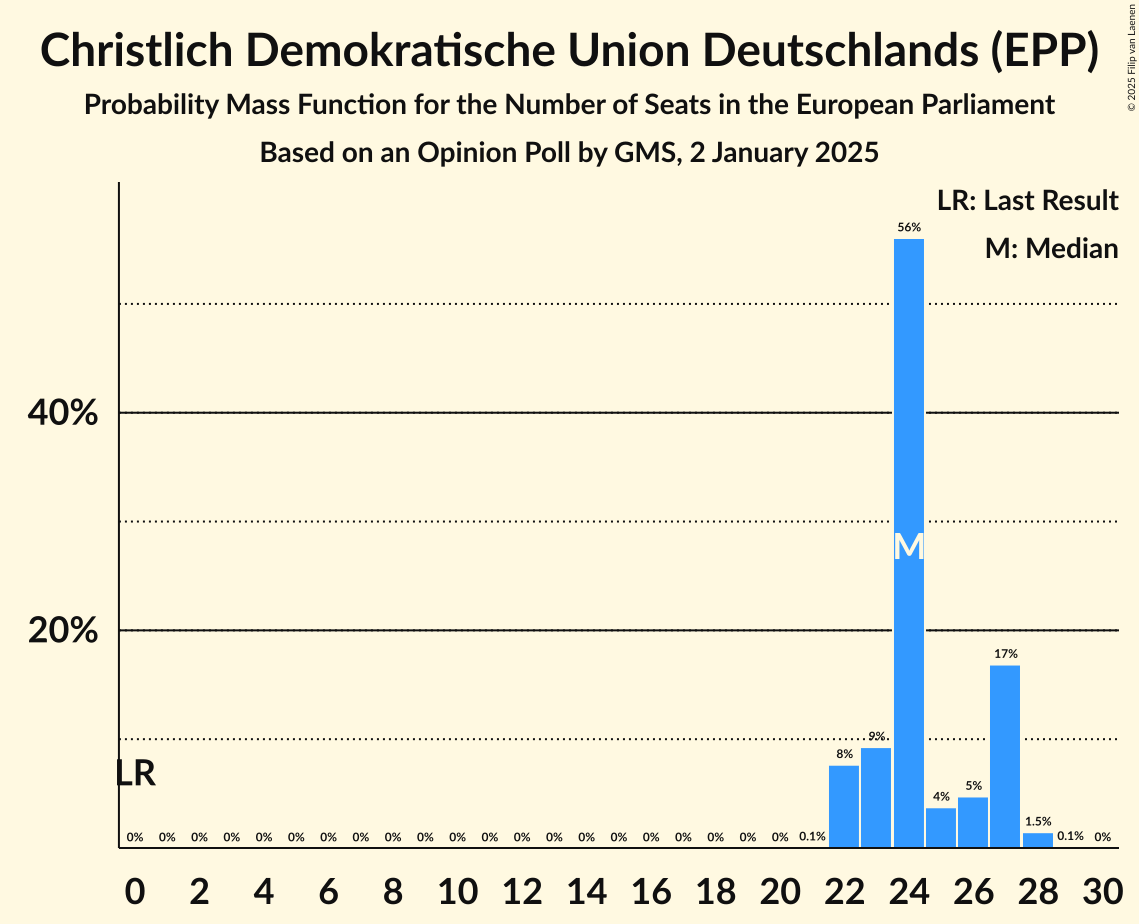 Christlich Demokratische Union Deutschlands (EPP)
Probability Mass Function for the Number of Seats in the European Parliament
Based on an Opinion Poll by GMS, 2 January 2025
© 2025 Filip van Laenen
LR: Last Result
M: Median
56%
40%
M
20%
17%
9%
8%
LR
5%
4%
1.5%
0% 0% 0% 0% 0% 0% 0% 0% 0% 0% 0% 0% 0% 0% 0% 0% 0% 0% 0% 0% 0% 0.1% 0.1% 0%
0 2 4 6 8 10 12 14 16 18 20 22 24 26 28 30